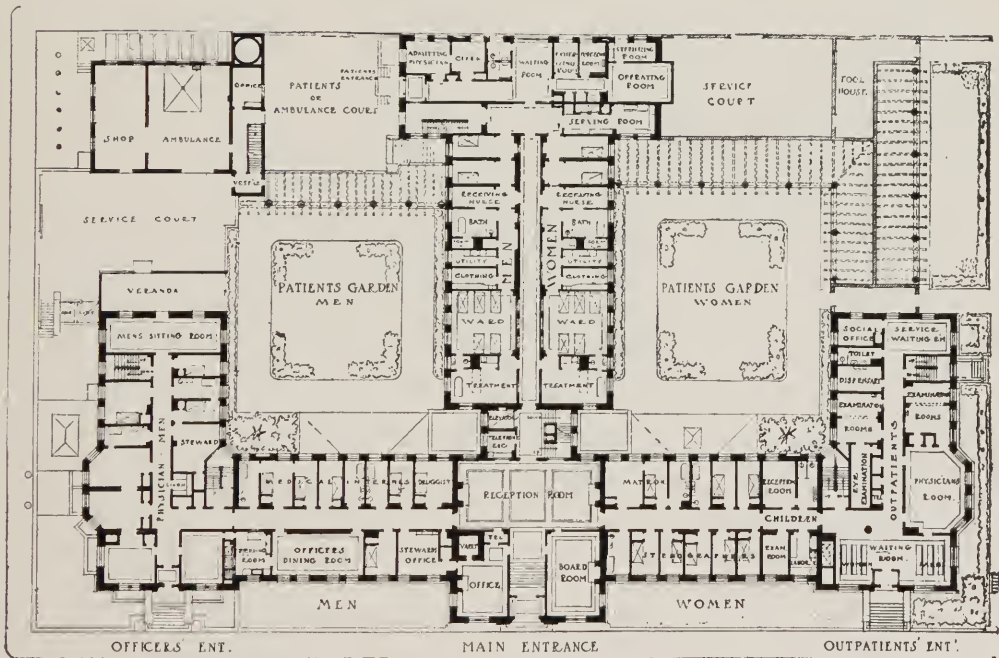 ADMITTING
PHYSICIAN
CLERK
WAITING
ROOM
STERILIZING
ROOM
OPERATING
ROOM
PATIENTS
ENTRANCE
OFFICE
PATIENTS
OR
AMBULANCE COURT
SERVICE
COURT
SHOP
AMBULANCE
SERVING ROOM
SERVICE COURT
RECEIVING
NURSE
NURSE
BATH
BATH
MEN
WOMEN
UTILITY
UTILITY
CLOTHING
CLOTHING
PATIENTS GARDEN
MEN
PATIENTS GARDEN
WOMEN
VERANDA
WARD
WARD
MENS SITTING ROOM
SOCIAL
OFFICE
SERVICE
WAITING RM
TOILET
DISPENSARY
TREATMENT
TREATMENT
EXAMINATION
ROOMS
EXAMINATION
ROOMS
STEWARD
PHYSICIAN-MEN
ELEVATOR
TELEPHONE
EXCG.
MEDICAL INTERNES
DRUGGIST
RECEPTION ROOM
MATRON
RECEPTION
ROOM
EYE
EXAMINATION
OUTPATIENTS
PHYSICIANS
ROOM
CHILDREN
OFFICERS
DINING ROOM
STEWARDS
OFFICE
VAULT
TEL.
OFFICE
BOARD
ROOM
STENOGRAPHERS
EXAM.
ROOM
WAITING
ROOM
MEN
WOMEN
OFFICERS' ENT.
MAIN ENTRANCE
OUTPATIENTS' ENT'.